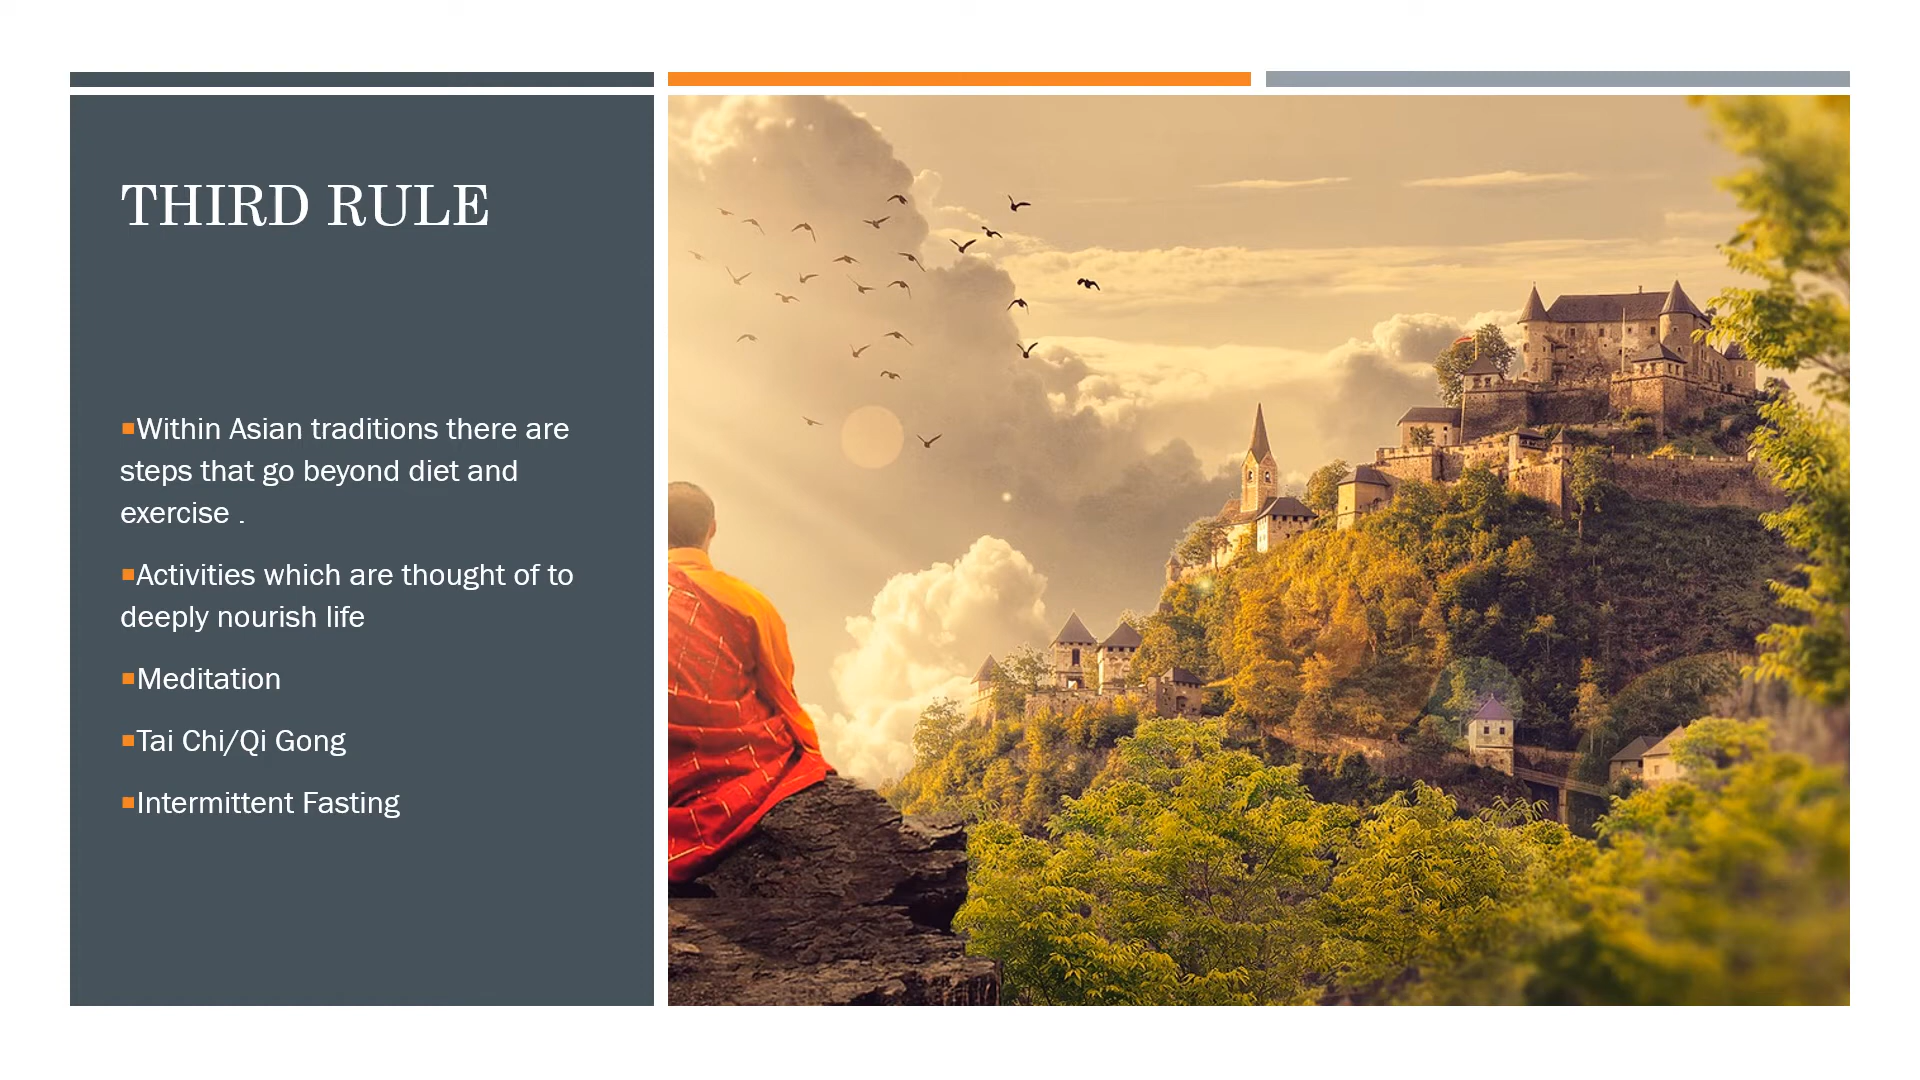 THIRD RULE
▪Within Asian traditions there are
steps that go beyond diet and
exercise .
▪Activities which are thought of to
deeply nourish life
▪Meditation
▪Tai Chi/Qi Gong
▪Intermittent Fasting